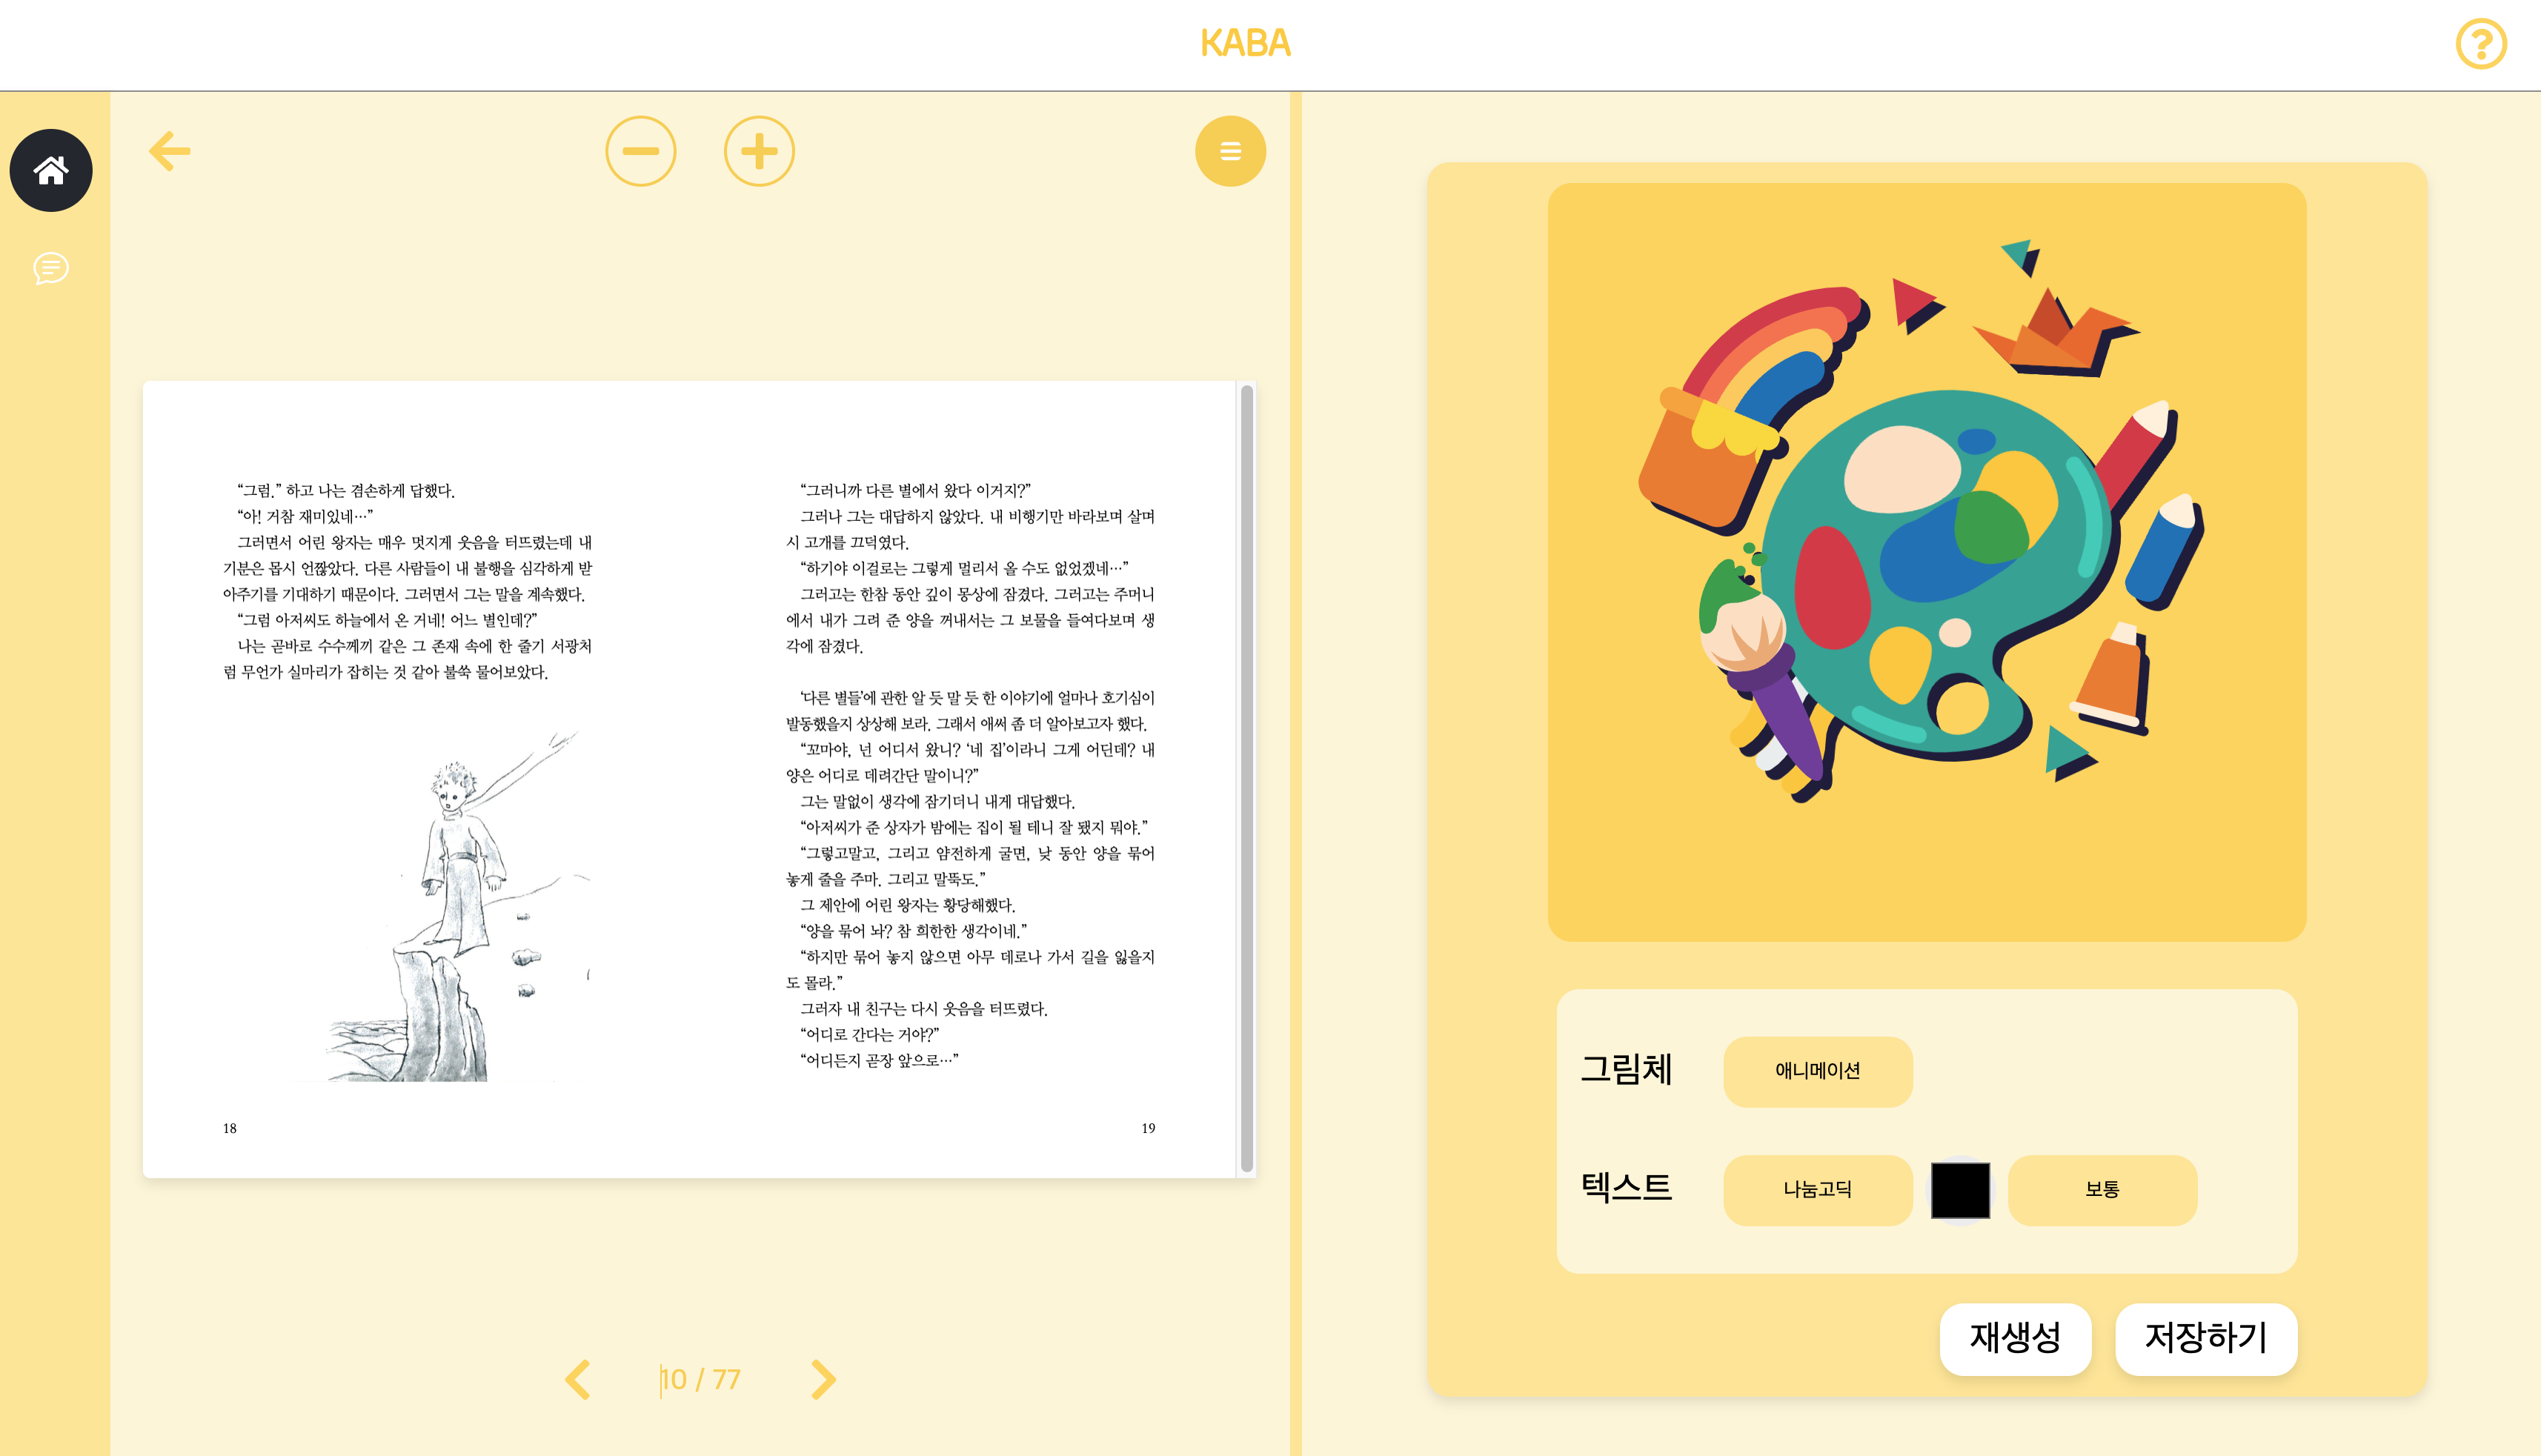 KABA
“그럼.” 하고 나는 겸손하게 답했다.
“아! 거참 재미있네…”
그러면서 어린 왕자는 매우 멋지게 웃음을 터뜨렸는데 내
기분은 몹시 언짢았다. 다른 사람들이 내 불행을 심각하게 받
아주기를 기대하기 때문이다. 그러면서 그는 말을 계속했다.
“그럼 아저씨도 하늘에서 온 거네! 어느 별인데?”
나는 곧바로 수수께끼 같은 그 존재 속에 한 줄기 서광처
럼 무언가 실마리가 잡히는 것 같아 불쑥 물어보았다.
18
“그러니까 다른 별에서 왔다 이거지?”
그러나 그는 대답하지 않았다. 내 비행기만 바라보며 살며
시 고개를 끄덕였다.
“하기야 이걸로는 그렇게 멀리서 올 수도 없었겠네…”
그러고는 한참 동안 깊이 몽상에 잠겼다. 그러고는 주머니
에서 내가 그려 준 양을 꺼내서는 그 보물을 들여다보며 생
각에 잠겼다.
‘다른 별들’에 관한 알 듯 말 듯 한 이야기에 얼마나 호기심이
발동했을지 상상해 보라. 그래서 애써 좀 더 알아보고자 했다.
“꼬마야, 넌 어디서 왔니? ‘네 집’이라니 그게 어딘데? 내
양은 어디로 데려간단 말이니?”
그는 말없이 생각에 잠기더니 내게 대답했다.
“아저씨가 준 상자가 밤에는 집이 될 테니 잘 됐지 뭐야.”
“그렇고말고, 그리고 얌전하게 굴면, 낮 동안 양을 묶어
놓게 줄을 주마. 그리고 말뚝도.”
그 제안에 어린 왕자는 황당해했다.
“양을 묶어 놔? 참 희한한 생각이네.”
“하지만 묶어 놓지 않으면 아무 데로나 가서 길을 잃을지
도 몰라.”
그러자 내 친구는 다시 웃음을 터뜨렸다.
“어디로 간다는 거야?”
“어디든지 곧장 앞으로…”
19
10 / 77
그림체
애니메이션
텍스트
나눔고딕
보통
재생성
저장하기